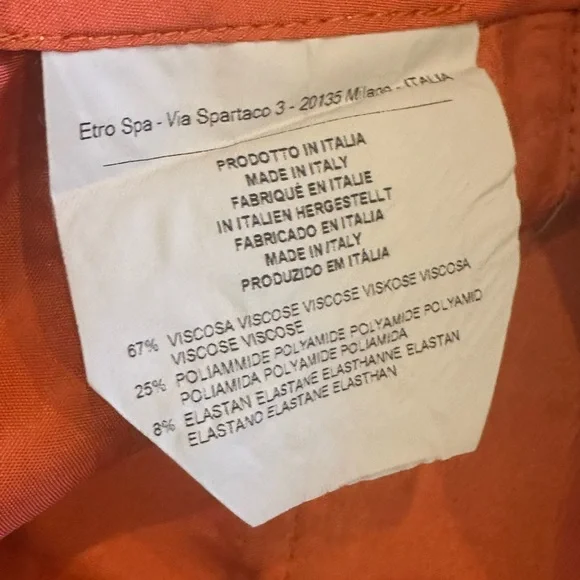 Etro Spa - Via Spartaco 3 - 20135 Milano - ITALIA
PRODOTTO IN ITALIA
MADE IN ITALY
FABRIQUÉ EN ITALIE
IN ITALIEN HERGESTELLT
FABRICADO EN ITALIA
MADE IN ITALY
PRODUZIDO EM ITÁLIA
67% VISCOSA VISCOSE VISCOSE VISKOSE VISCOSA
VISCOSE VISCOSE
25% POLIAMMIDE POLYAMIDE POLYAMIDE POLYAMID
POLIAMIDA POLYAMIDE POLIAMIDA
8% ELASTAN ELASTANE ELASTHANNE ELASTAN
ELASTANO ELASTANE ELASTHAN